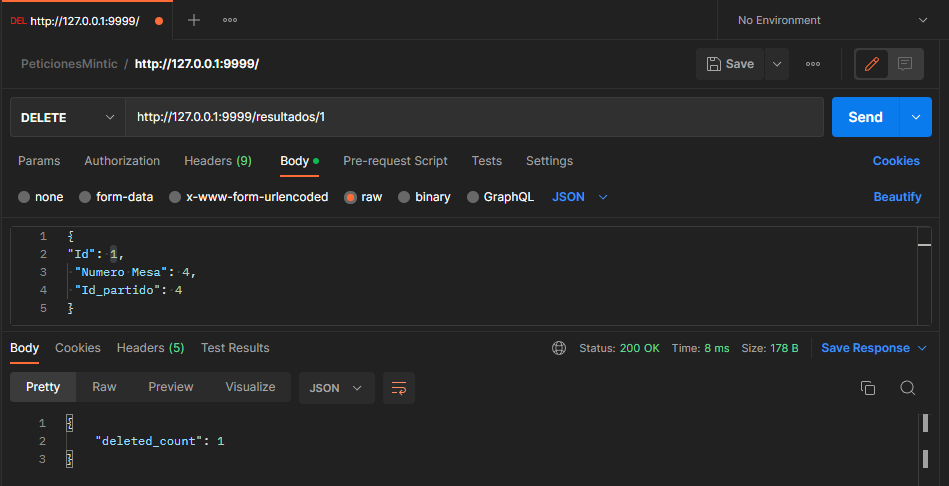 DEL http://127.0.0.1:9999/
No Environment
PeticionesMintic / http://127.0.0.1:9999/
Save
DELETE http://127.0.0.1:9999/resultados/1 Send
Params Authorization Headers (9) Body Pre-request Script Tests Settings Cookies
none form-data x-www-form-urlencoded raw binary GraphQL JSON Beautify
1 {
2 "Id": 1,
3 "Numero Mesa": 4,
4 "Id_partido": 4
5 }
Body Cookies Headers (5) Test Results Status: 200 OK Time: 8 ms Size: 178 B Save Response
Pretty Raw Preview Visualize JSON
1 {
2 "deleted_count": 1
3 }